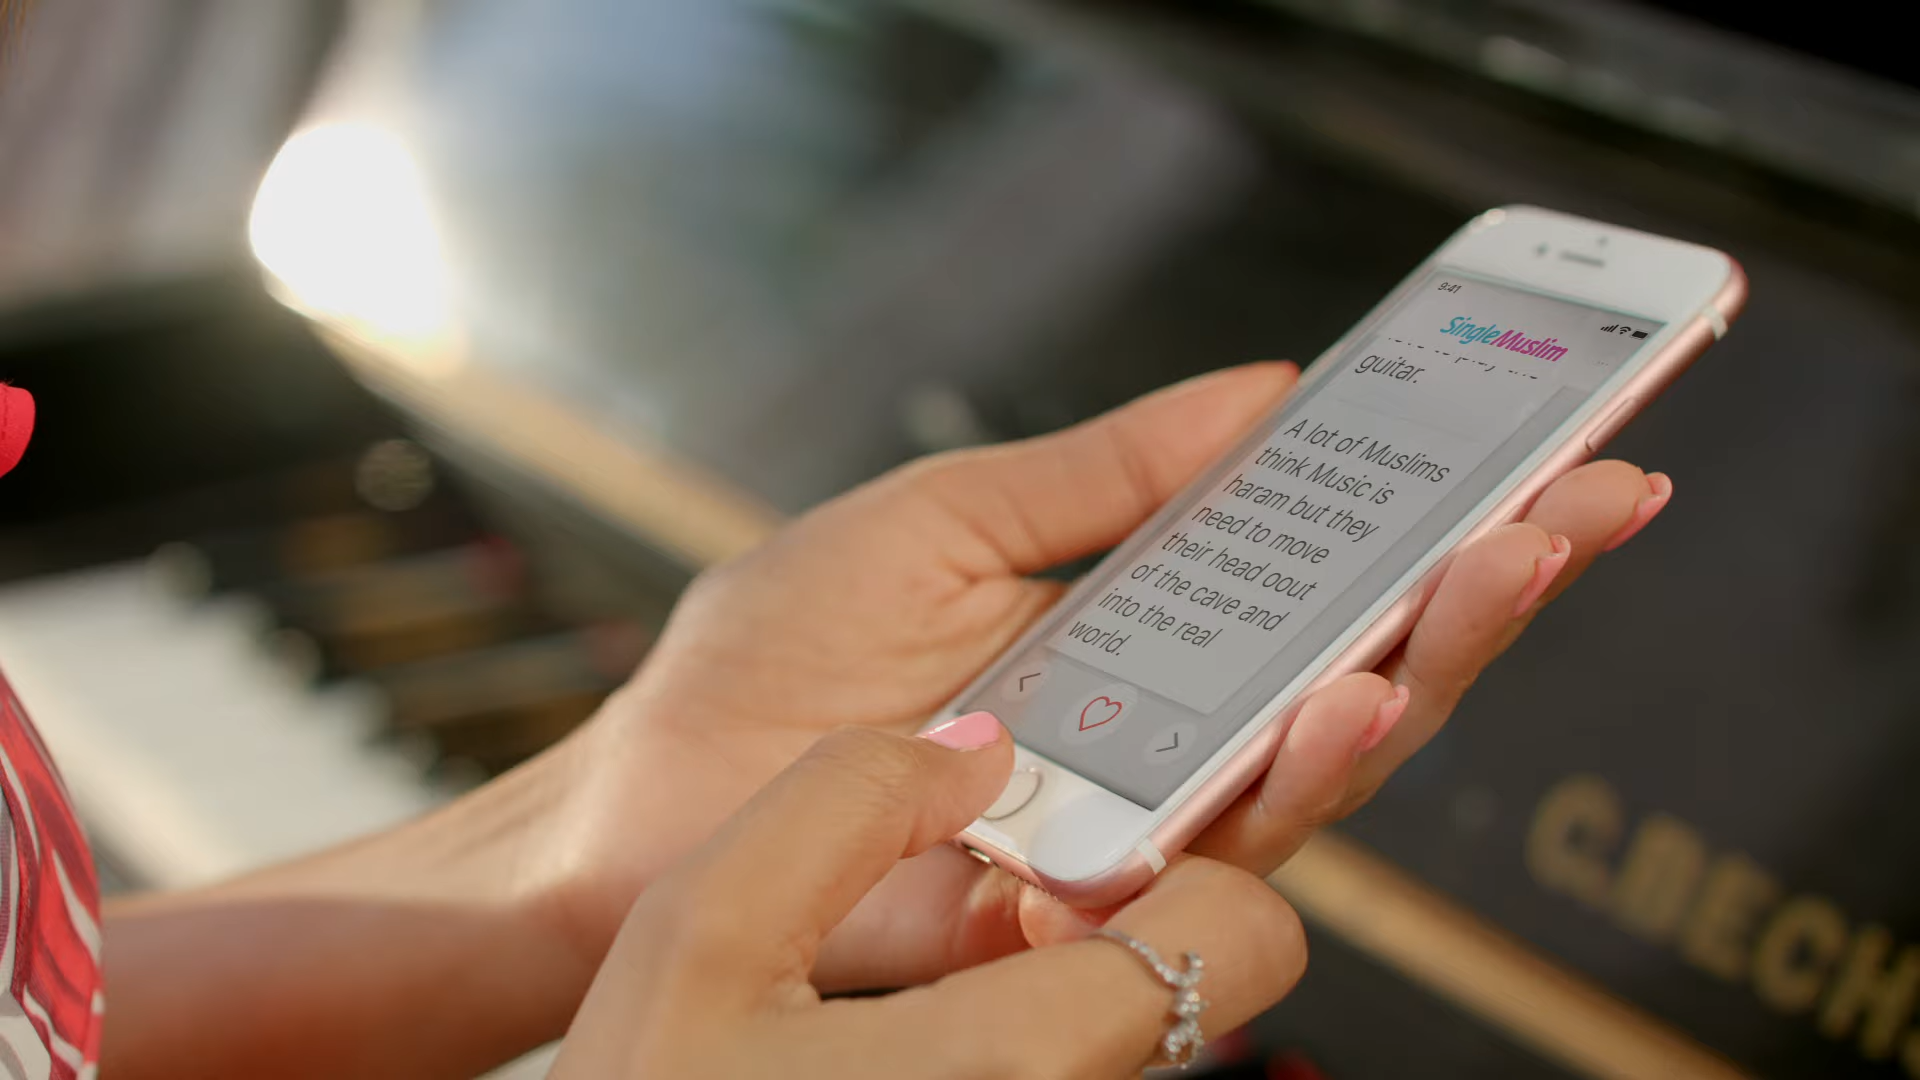 9:41
SingleMuslim
guitar.
A lot of Muslims
think Music is
haram but they
need to move
their head oout
of the cave and
into the real
world.
C.BECH